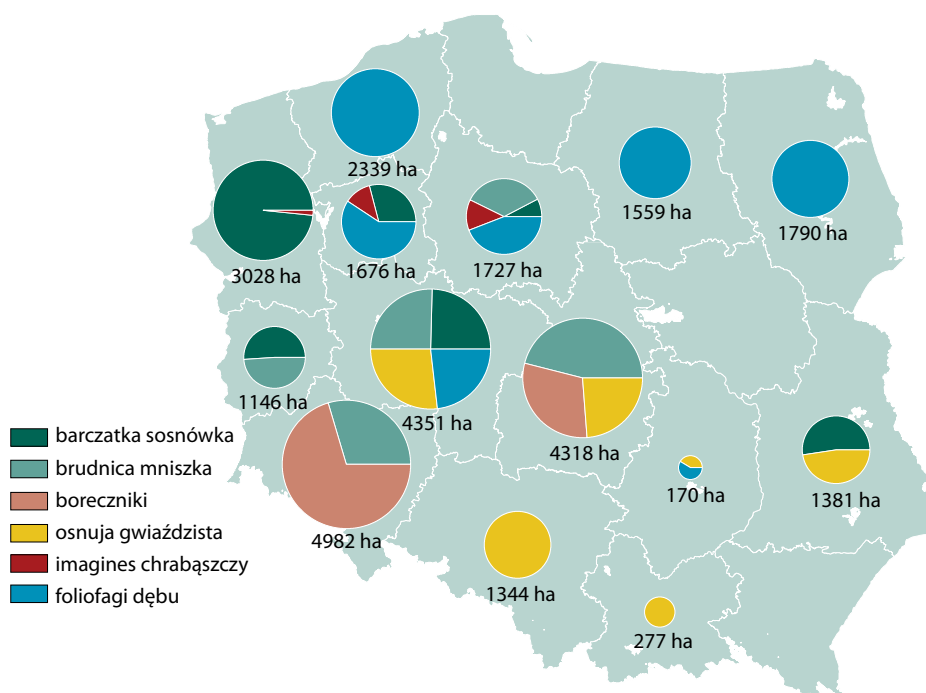 2339 ha
1559 ha
1790 ha
3028 ha
1676 ha
1727 ha
1146 ha
4351 ha
4318 ha
170 ha
1381 ha
4982 ha
1344 ha
277 ha
barczatka sosnówka
brudnica mniszka
boreczniki
osnuja gwiaździsta
imagines chrabąszczy
foliofagi dębu